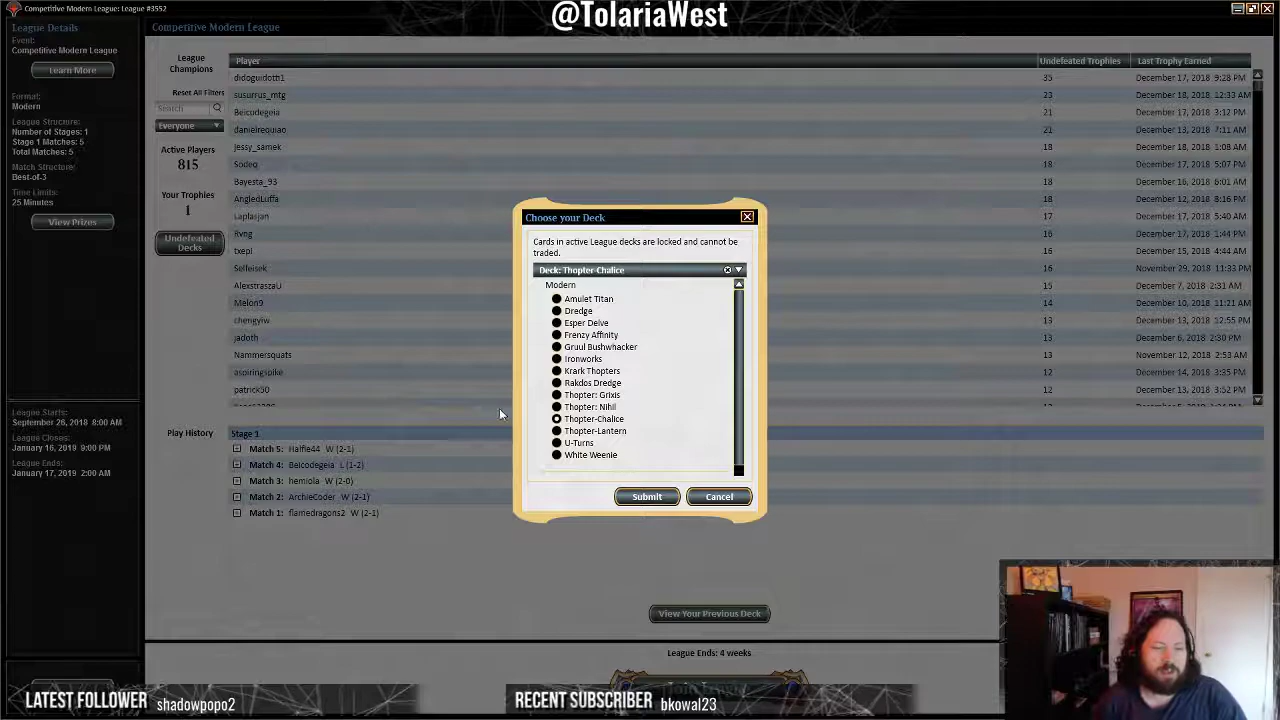 Competitive Modern League: League #3552
@TolariaWest
League Details
Event:
Competitive Modern League
Learn More
Format:
Modern
League Structure:
Number of Stages: 1
Stage 1 Matches: 5
Total Matches: 5
Match Structure:
Best-of-3
Time Limits:
25 Minutes
View Prizes
League Starts:
September 26, 2018 8:00 AM
League Closes:
January 16, 2019 9:00 PM
League Ends:
January 17, 2019 2:00 AM
Competitive Modern League
League Champions
Reset All Filters
Search
Everyone
Active Players
815
Your Trophies
1
Undefeated Decks
Player Undefeated Trophies Last Trophy Earned
didoguidoth1 35 December 17, 2018 9:28 PM
susurrus_mtg 23 December 18, 2018 12:33 AM
Beicodegeia 21 December 17, 2018 3:12 PM
danielrequiao 21 December 13, 2018 7:11 AM
jessy_samek 18 December 18, 2018 1:08 AM
Sodeq 18 December 17, 2018 5:07 PM
Bayesta_93 18 December 16, 2018 6:01 AM
AngledLuffa 18 December 12, 2018 8:16 PM
Laplasjan 17 December 17, 2018 5:40 AM
Rvng 16 December 17, 2018 1:44 PM
txepi 16 December 15, 2018 4:44 AM
Selfeisek 16 November 29, 2018 11:33 PM
AlexstraszaU 15 December 17, 2018 2:31 AM
Melon9 14 December 10, 2018 11:21 AM
chengyiw 13 December 13, 2018 12:55 PM
jadoth 13 December 6, 2018 2:30 PM
Nammersquats 13 November 12, 2018 2:53 AM
aspiringspike 12 December 14, 2018 3:35 PM
patrick50 12 December 13, 2018 3:52 PM
Choose your Deck
Cards in active League decks are locked and cannot be
traded.
Deck: Thopter-Chalice
Modern
Amulet Titan
Dredge
Esper Delve
Frenzy Affinity
Gruul Bushwhacker
Ironworks
Krark Thopters
Rakdos Dredge
Thopter: Grixis
Thopter: Nihil
Thopter-Chalice
Thopter-Lantern
U-Turns
White Weenie
Submit Cancel
Play History
Stage 1
Match 5: Halfie44 W (2-1)
Match 4: Beicodegeia L (1-2)
Match 3: hemiola W (2-0)
Match 2: ArchieCoder W (2-1)
Match 1: flamedragons2 W (2-1)
View Your Previous Deck
League Ends: 4 weeks
Join League
LATEST FOLLOWER shadowpopo2
RECENT SUBSCRIBER bkowal23